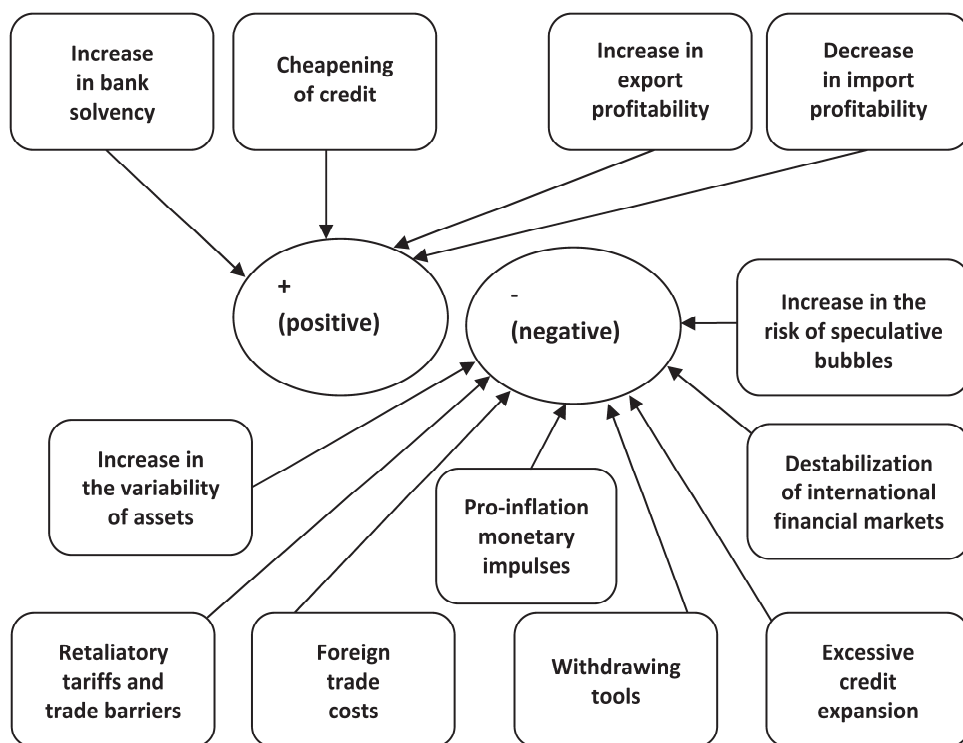 Increase
in bank
solvency
Cheapening
of credit
Increase in
export
profitability
Decrease
in import
profitability
+
(positive)
-
(negative)
Increase in the
risk of speculative
bubbles
Increase in
the variability
of assets
Pro-inflation
monetary
impulses
Destabilization
of international
financial markets
Retaliatory
tariffs and
trade barriers
Foreign
trade
costs
Withdrawing
tools
Excessive
credit
expansion